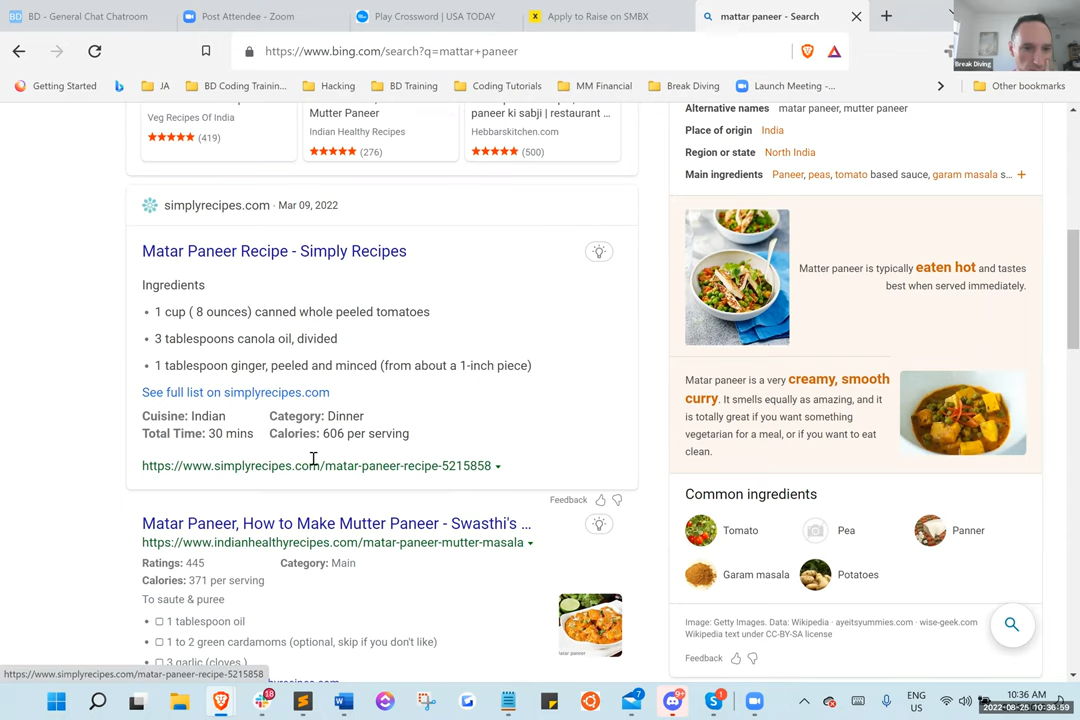 BD - General Chat Chatroom
Post Attendee - Zoom
Play Crossword | USA TODAY
Apply to Raise on SMBX
mattar paneer - Search
https://www.bing.com/search?q=mattar+paneer
Break Diving
Getting Started
JA
BD Coding Trainin...
Hacking
BD Training
Coding Tutorials
MM Financial
Break Diving
Launch Meeting -...
Other bookmarks
Veg Recipes Of India
(419)
Mutter Paneer
Indian Healthy Recipes
(276)
paneer ki sabji | restaurant ...
Hebbarskitchen.com
(500)
simplyrecipes.com · Mar 09, 2022
Matar Paneer Recipe - Simply Recipes
Ingredients
• 1 cup ( 8 ounces) canned whole peeled tomatoes
• 3 tablespoons canola oil, divided
• 1 tablespoon ginger, peeled and minced (from about a 1-inch piece)
See full list on simplyrecipes.com
Cuisine: Indian Category: Dinner
Total Time: 30 mins Calories: 606 per serving
https://www.simplyrecipes.com/matar-paneer-recipe-5215858
Feedback
Matar Paneer, How to Make Mutter Paneer - Swasthi's ...
https://www.indianhealthyrecipes.com/matar-paneer-mutter-masala
Ratings: 445 Category: Main
Calories: 371 per serving
To saute & puree
• 1 tablespoon oil
• 1 to 2 green cardamoms (optional, skip if you don't like)
• 3 garlic (cloves )
matar paneer
Alternative names matar paneer, mutter paneer
Place of origin India
Region or state North India
Main ingredients Paneer, peas, tomato based sauce, garam masala s... +
Matter paneer is typically eaten hot and tastes
best when served immediately.
Matar paneer is a very creamy, smooth
curry. It smells equally as amazing, and it
is totally great if you want something
vegetarian for a meal, or if you want to eat
clean.
Common ingredients
Tomato
Pea
Panner
Garam masala
Potatoes
Image: Getty Images. Data: Wikipedia · ayeitsyummies.com · wise-geek.com
Wikipedia text under CC-BY-SA license
Feedback
https://www.simplyrecipes.com/matar-paneer-recipe-5215858
18
7
9+
1
ENG
US
10:36 AM
2022-08-25 10:36:59